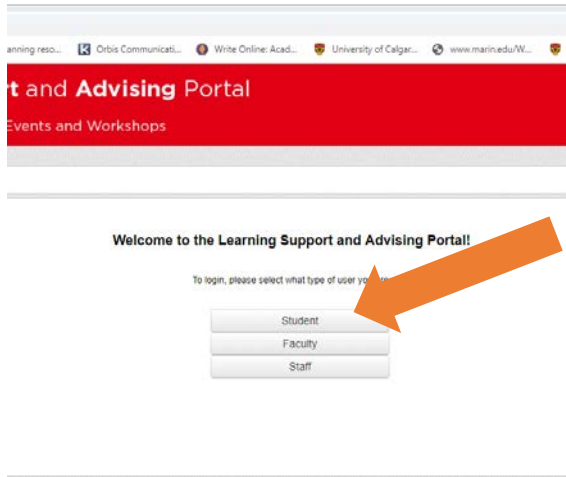 anning reso... Orbis Communicati... Write Online: Acad... University of Calgar... www.marin.edu/W...
t and Advising Portal
Events and Workshops
Welcome to the Learning Support and Advising Portal!
To login, please select what type of user you are
Student
Faculty
Staff